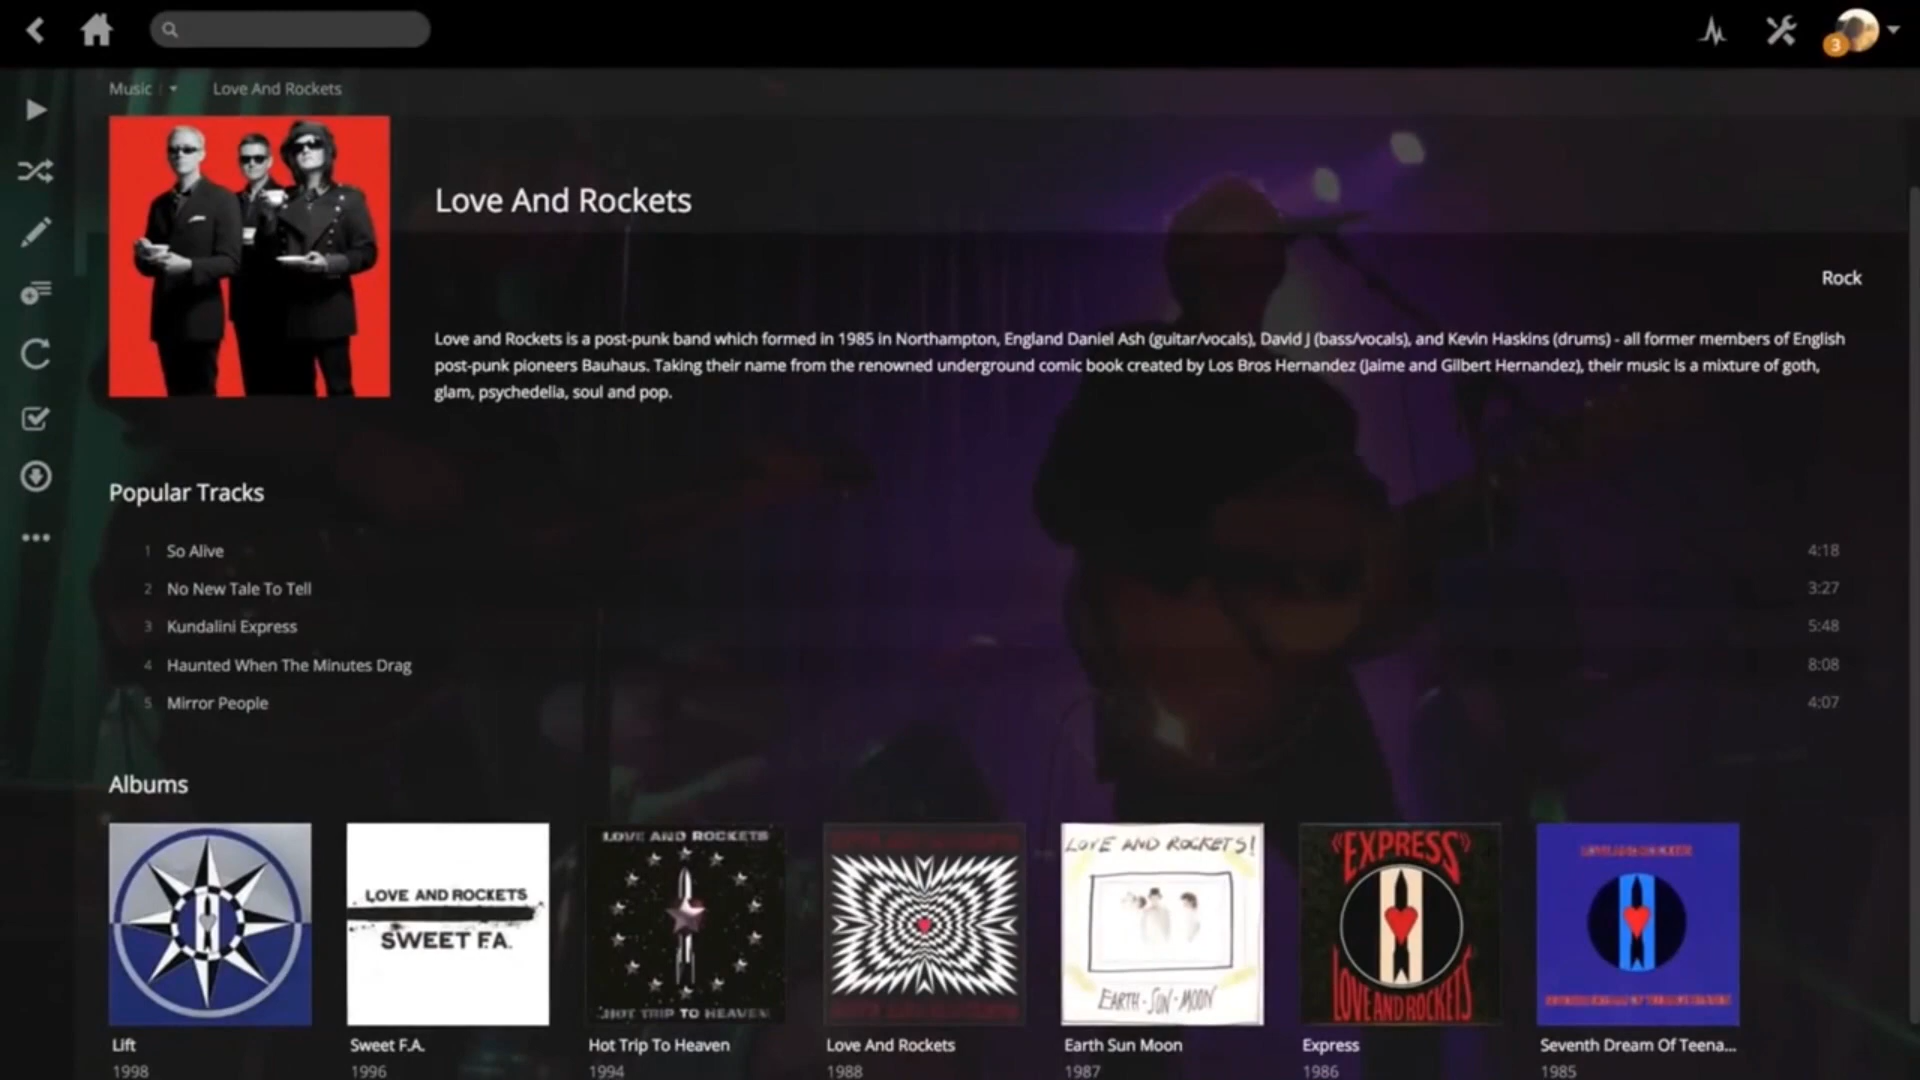 3
Music
Love And Rockets
Love And Rockets
Rock
Love and Rockets is a post-punk band which formed in 1985 in Northampton, England Daniel Ash (guitar/vocals), David J (bass/vocals), and Kevin Haskins (drums) - all former members of English
post-punk pioneers Bauhaus. Taking their name from the renowned underground comic book created by Los Bros Hernandez (Jaime and Gilbert Hernandez), their music is a mixture of goth,
glam, psychedelia, soul and pop.
Popular Tracks
1 So Alive 4:18
2 No New Tale To Tell 3:27
3 Kundalini Express 5:48
4 Haunted When The Minutes Drag 8:08
5 Mirror People 4:07
Albums
LOVE AND ROCKETS
SWEET F.A.
LOVE AND ROCKETS
HOT TRIP TO HEAVEN
LOVE AND ROCKETS!
EARTH·SUN·MOON
"EXPRESS"
LOVE AND ROCKETS
Lift
1998
Sweet F.A.
1996
Hot Trip To Heaven
1994
Love And Rockets
1988
Earth Sun Moon
1987
Express
1986
Seventh Dream Of Teena...
1985